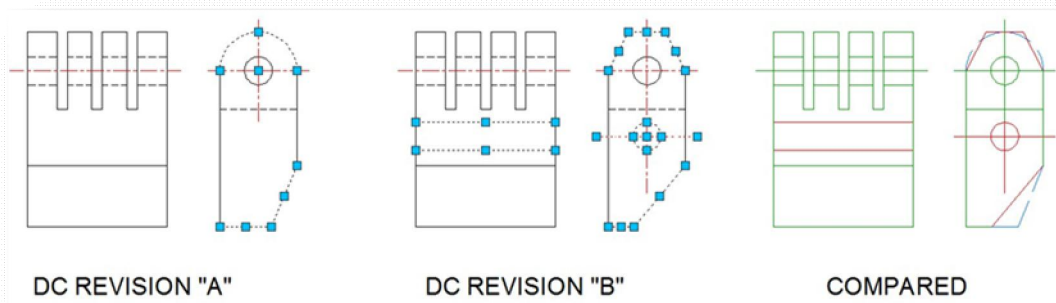 DC REVISION "A"
DC REVISION "B"
COMPARED